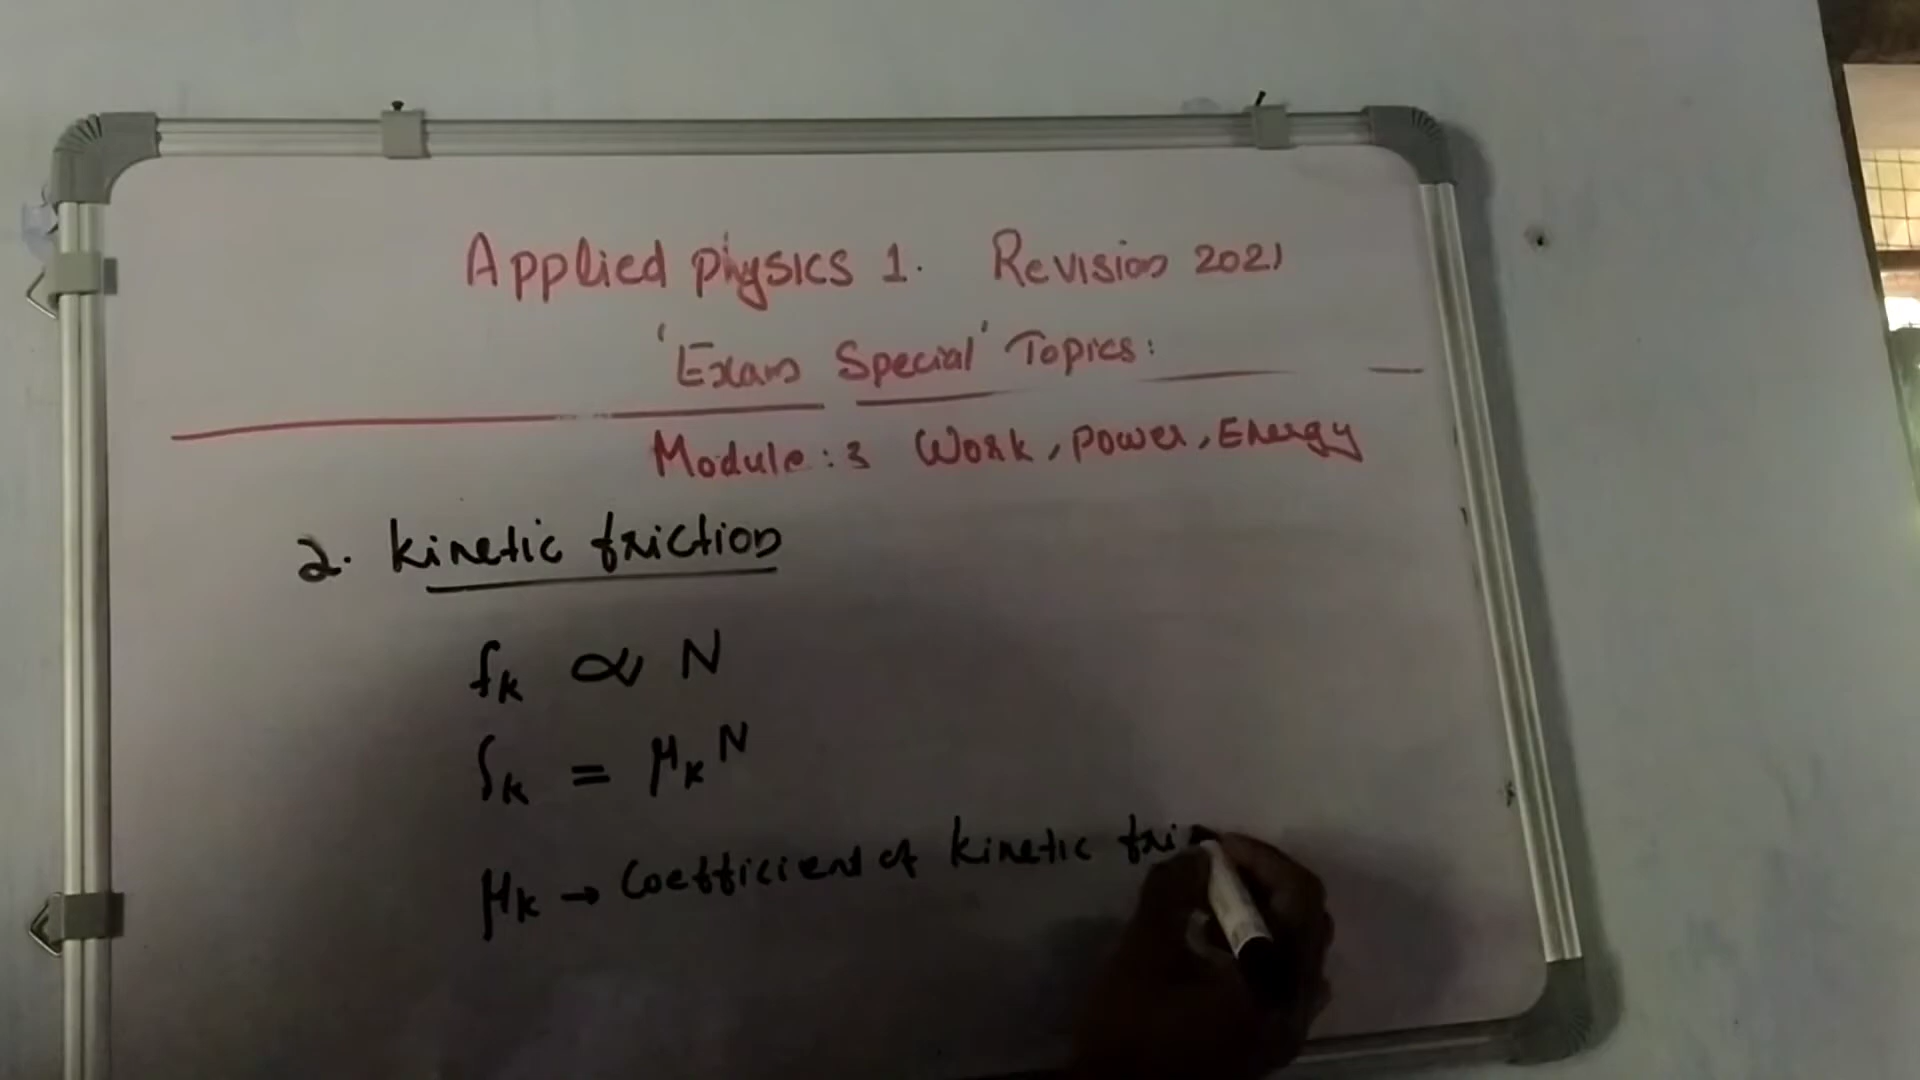 Applied Physics 1. Revision 2021
'Exam Special' Topics:
Module: 3 Work, Power, Energy
2. Kinetic friction
fk ∝ N
fk = μk N
μk → Coefficient of kinetic fri